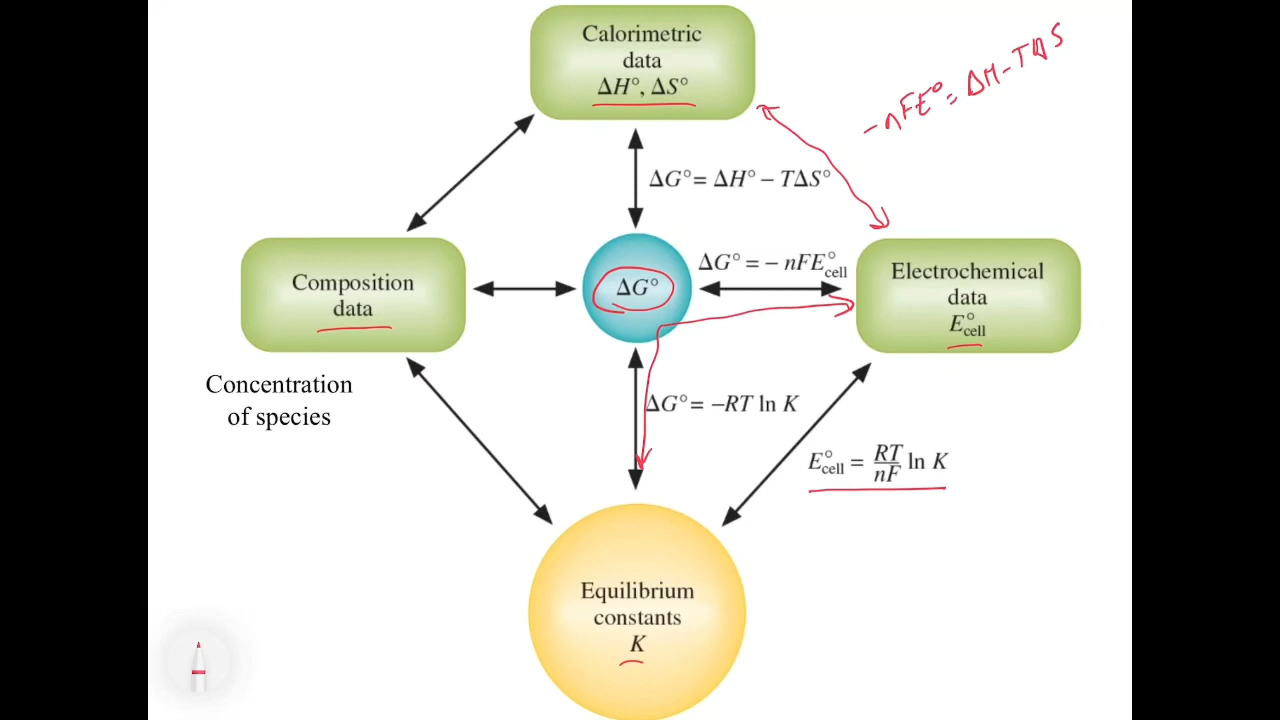 Calorimetric
data
ΔH°, ΔS°
-nFE° = ΔH - TΔS
ΔG° = ΔH° – TΔS°
Composition
data
ΔG°
ΔG° = – nFE°cell
Electrochemical
data
E°cell
Concentration
of species
ΔG° = –RT ln K
E°cell = RT/nF ln K
Equilibrium
constants
K